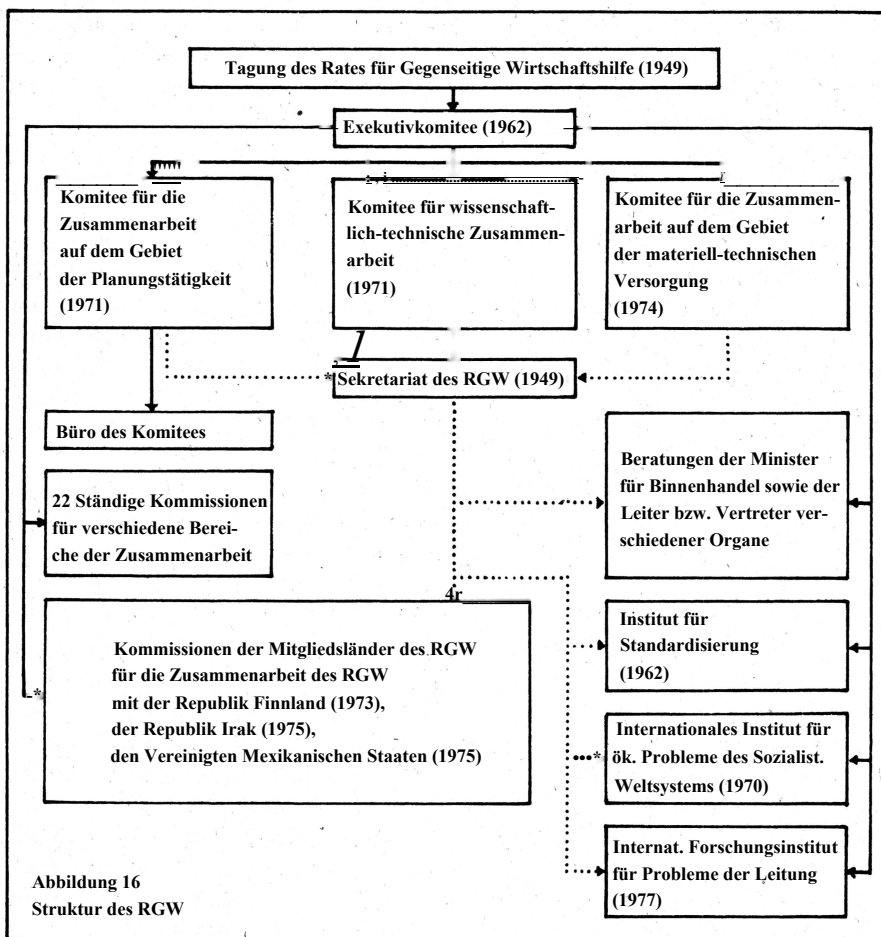 Tagung des Rates für Gegenseitige Wirtschaftshilfe (1949)
Exekutivkomitee (1962)
Komitee für die
Zusammenarbeit
auf dem Gebiet
der Planungstätigkeit
(1971)
Komitee für wissenschaft-
lich-technische Zusammen-
arbeit
(1971)
Komitee für die Zusammen-
arbeit auf dem Gebiet
der materiell-technischen
Versorgung
(1974)
Sekretariat des RGW (1949)
Büro des Komitees
22 Ständige Kommissionen
für verschiedene Berei-
che der Zusammenarbeit
Beratungen der Minister
für Binnenhandel sowie der
Leiter bzw. Vertreter ver-
schiedener Organe
4r
Kommissionen der Mitgliedsländer des RGW
für die Zusammenarbeit des RGW
mit der Republik Finnland (1973),
der Republik Irak (1975),
den Vereinigten Mexikanischen Staaten (1975)
Institut für
Standardisierung
(1962)
Internationales Institut für
ök. Probleme des Sozialist.
Weltsystems (1970)
Internat. Forschungsinstitut
für Probleme der Leitung
(1977)
Abbildung 16
Struktur des RGW